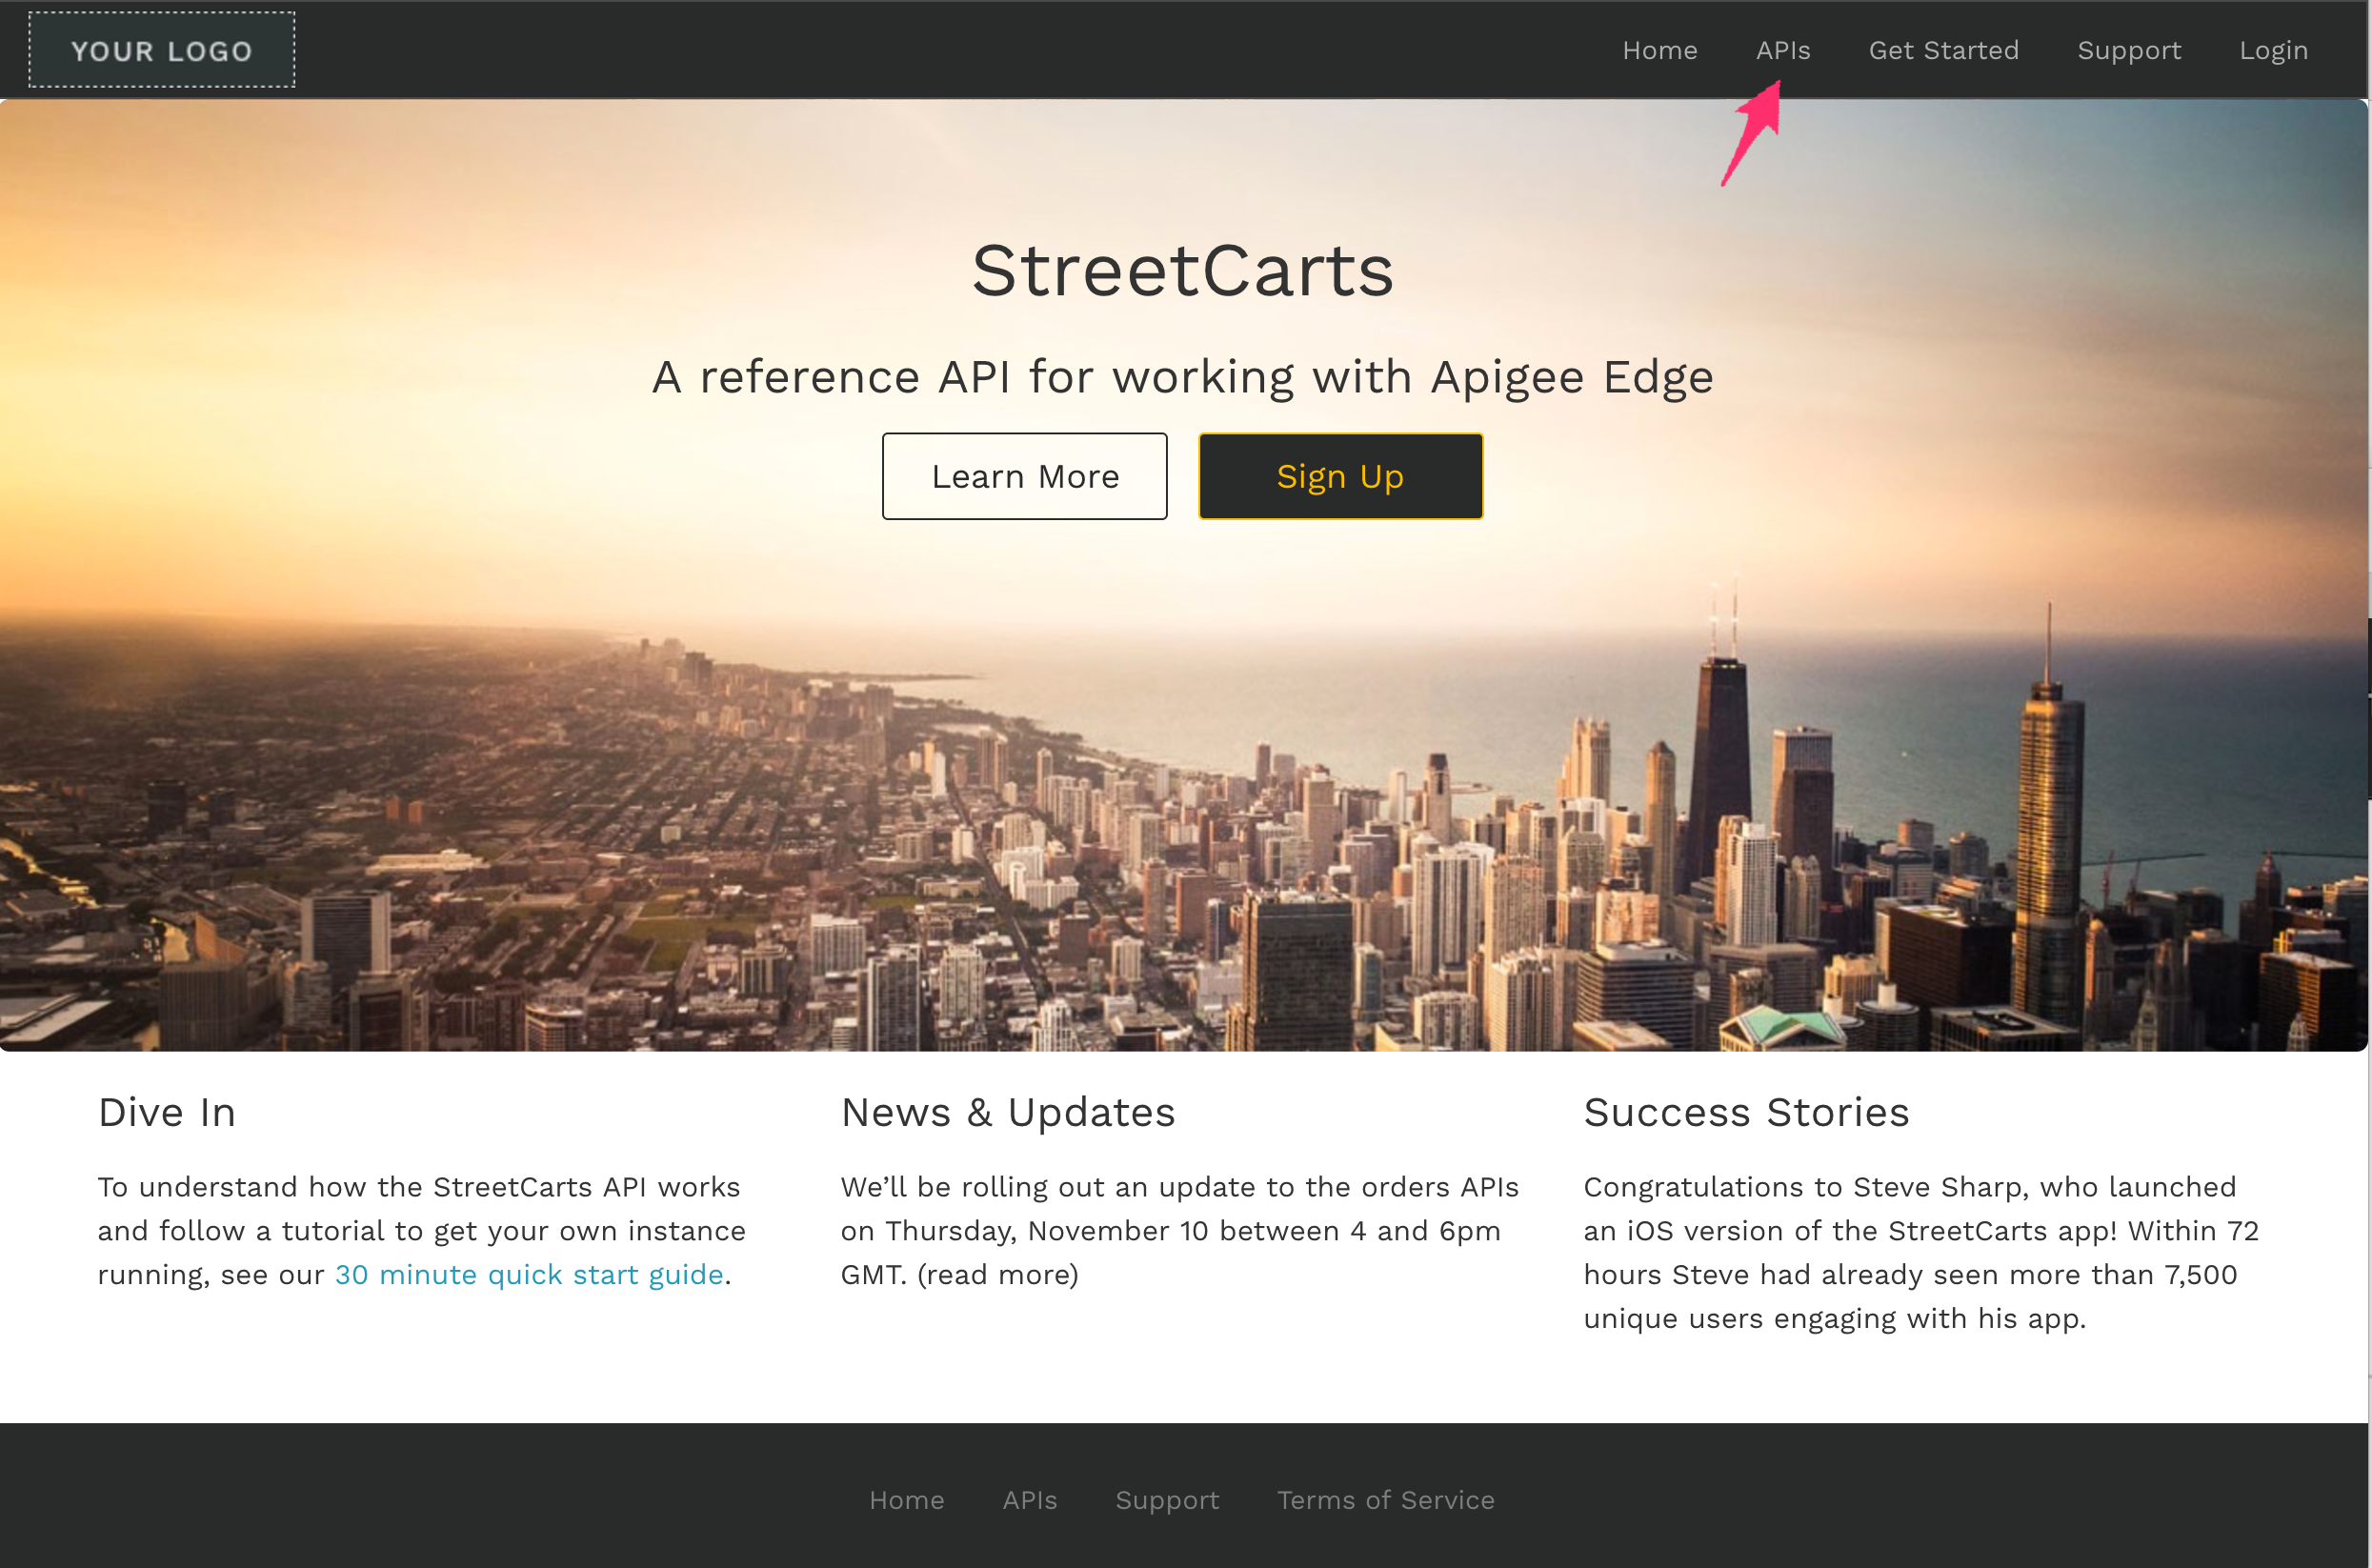 YOUR LOGO
Home APIs Get Started Support Login
StreetCarts
A reference API for working with Apigee Edge
Learn More Sign Up
Dive In
To understand how the StreetCarts API works
and follow a tutorial to get your own instance
running, see our 30 minute quick start guide.
News & Updates
We’ll be rolling out an update to the orders APIs
on Thursday, November 10 between 4 and 6pm
GMT. (read more)
Success Stories
Congratulations to Steve Sharp, who launched
an iOS version of the StreetCarts app! Within 72
hours Steve had already seen more than 7,500
unique users engaging with his app.
Home APIs Support Terms of Service